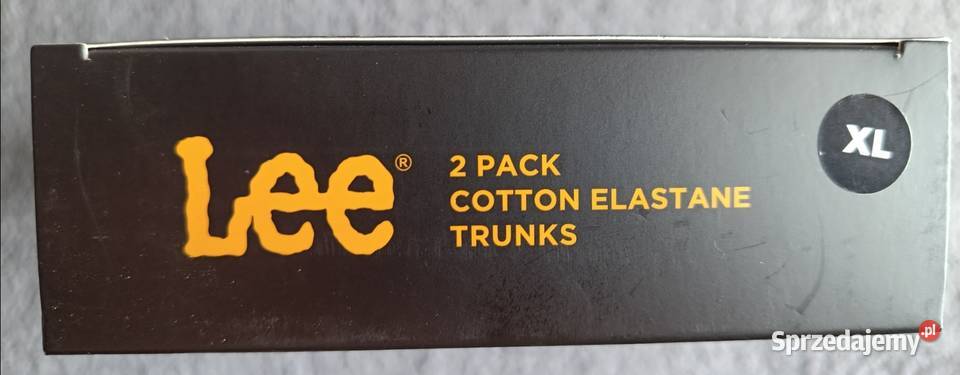 Lee®
2 PACK
COTTON ELASTANE
TRUNKS
XL
Sprzedajemy.pl